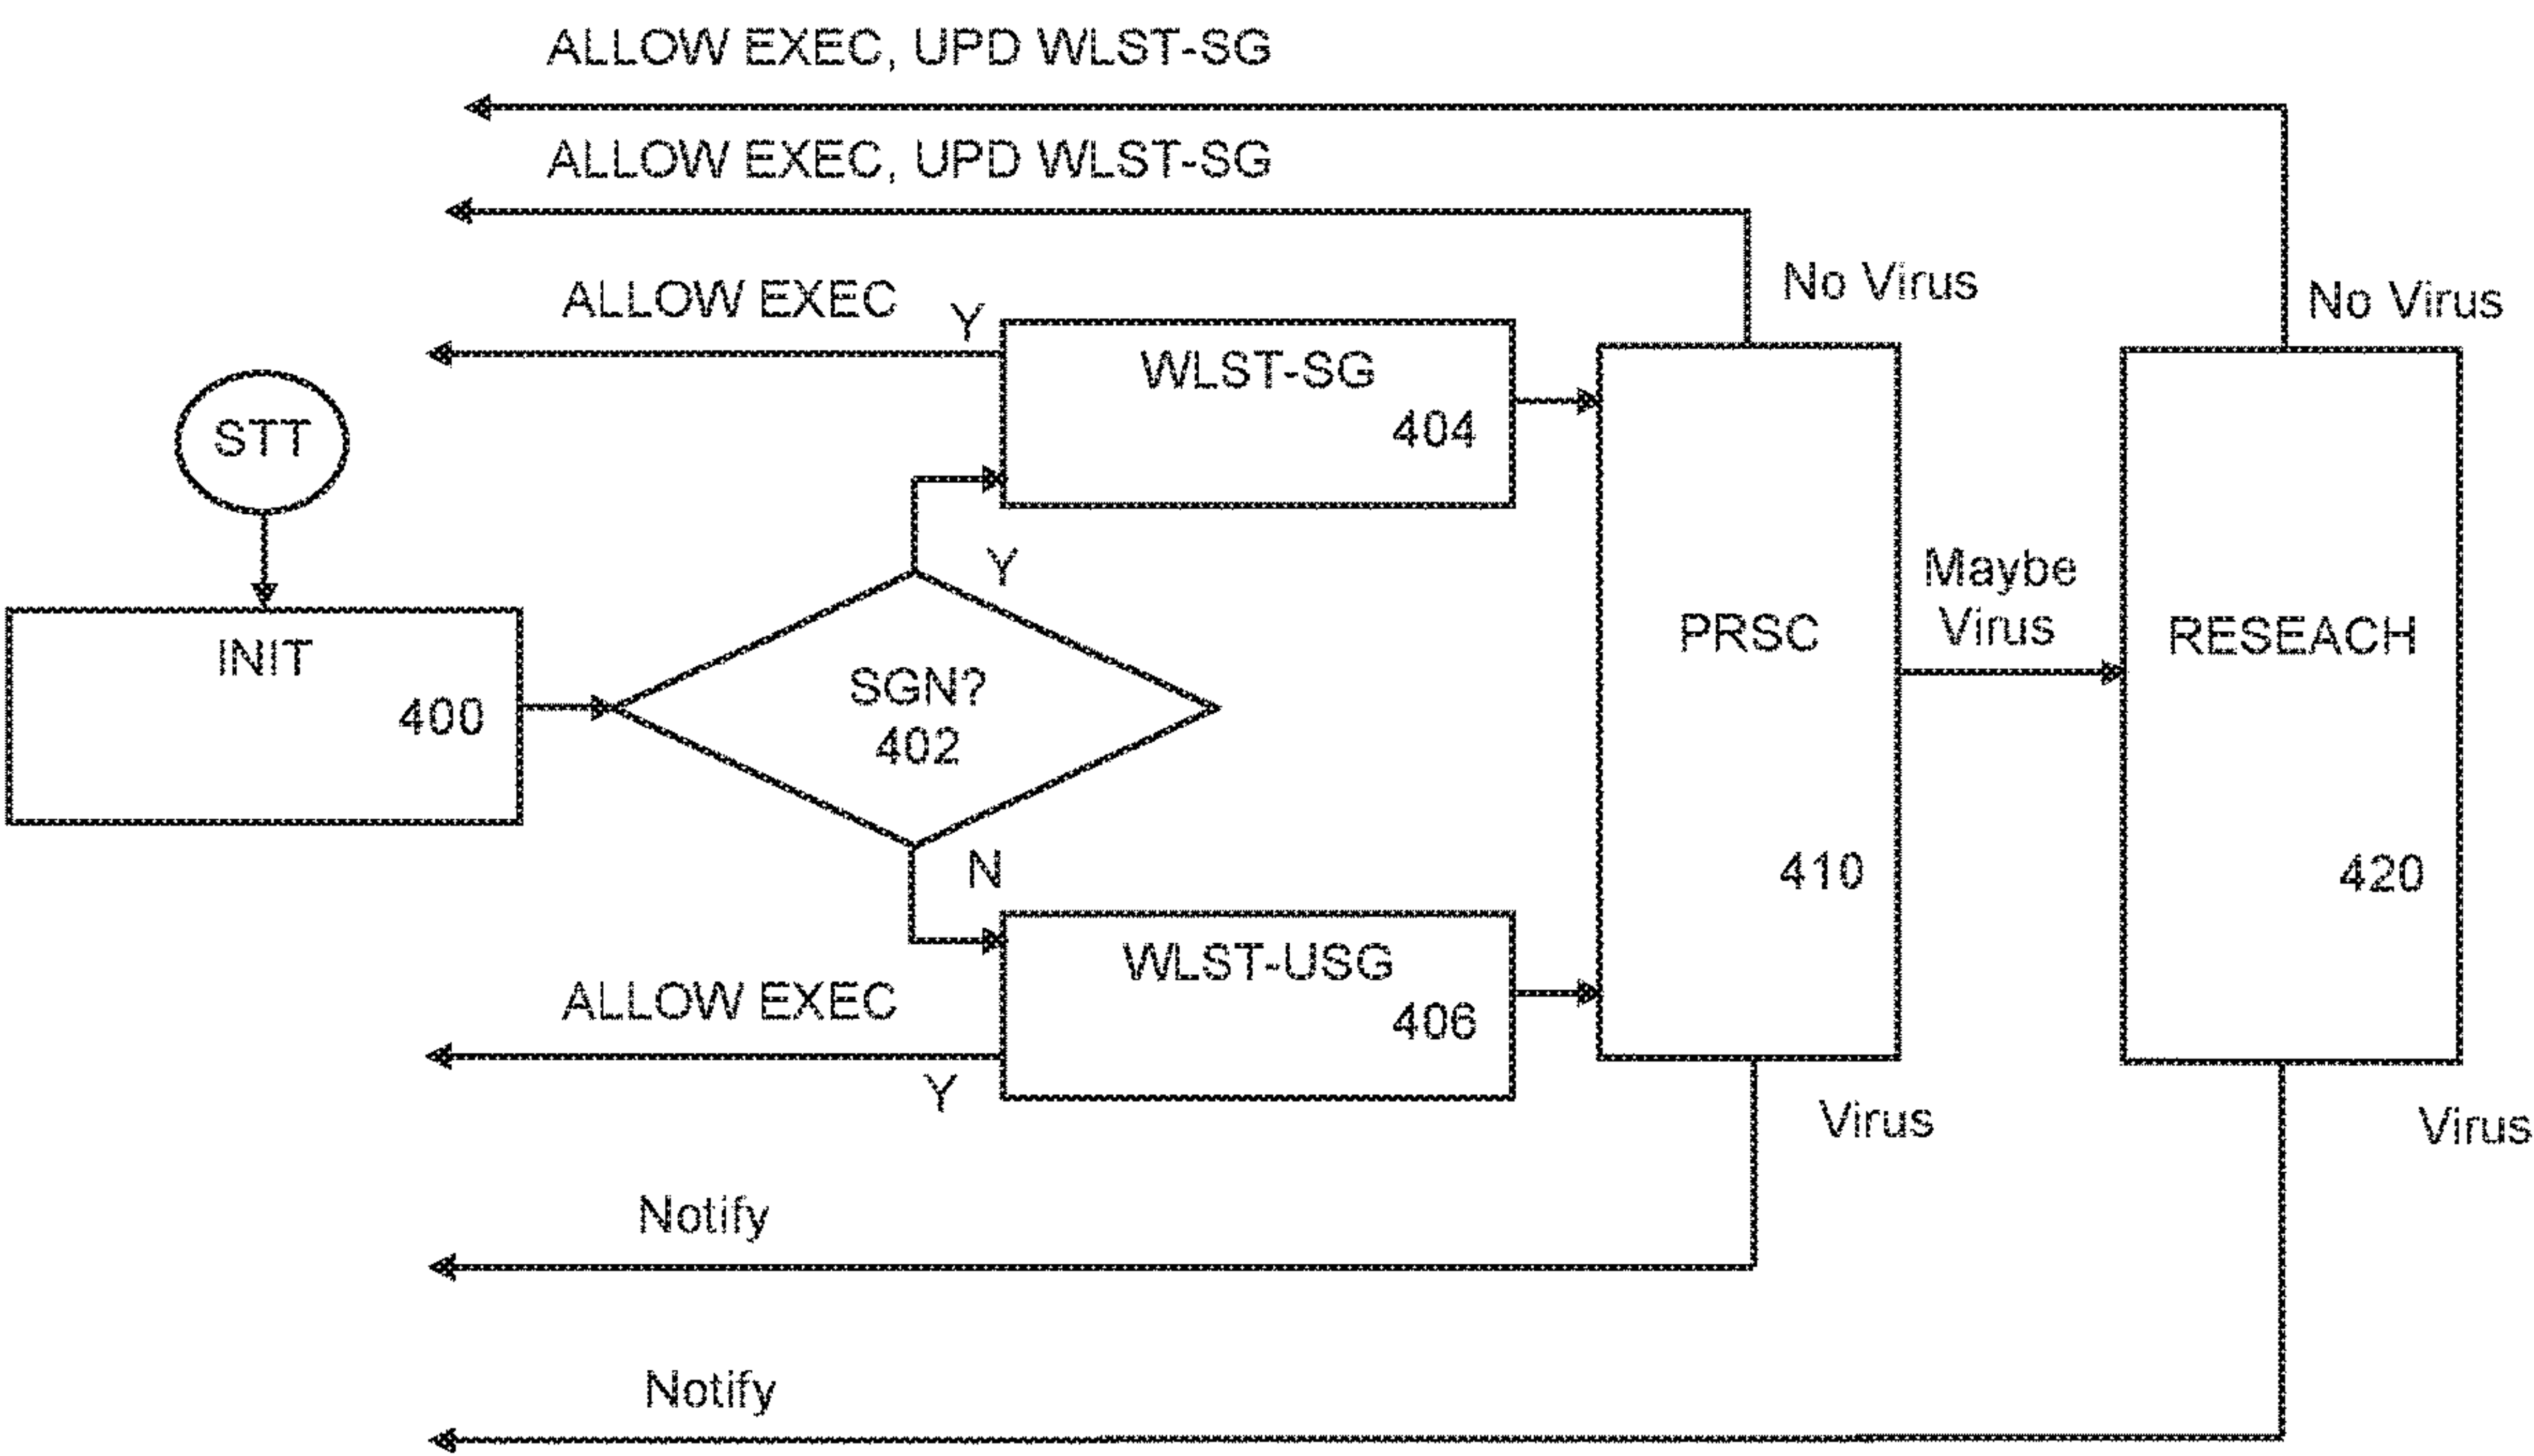 ALLOW EXEC, UPD WLST-SG
ALLOW EXEC, UPD WLST-SG
No Virus
No Virus
ALLOW EXEC
Y
WLST-SG
404
STT
Y
Maybe
Virus
INIT
400
SGN?
402
PRSC
410
RESEACH
420
N
WLST-USG
406
ALLOW EXEC
Y
Virus
Virus
Notify
Notify